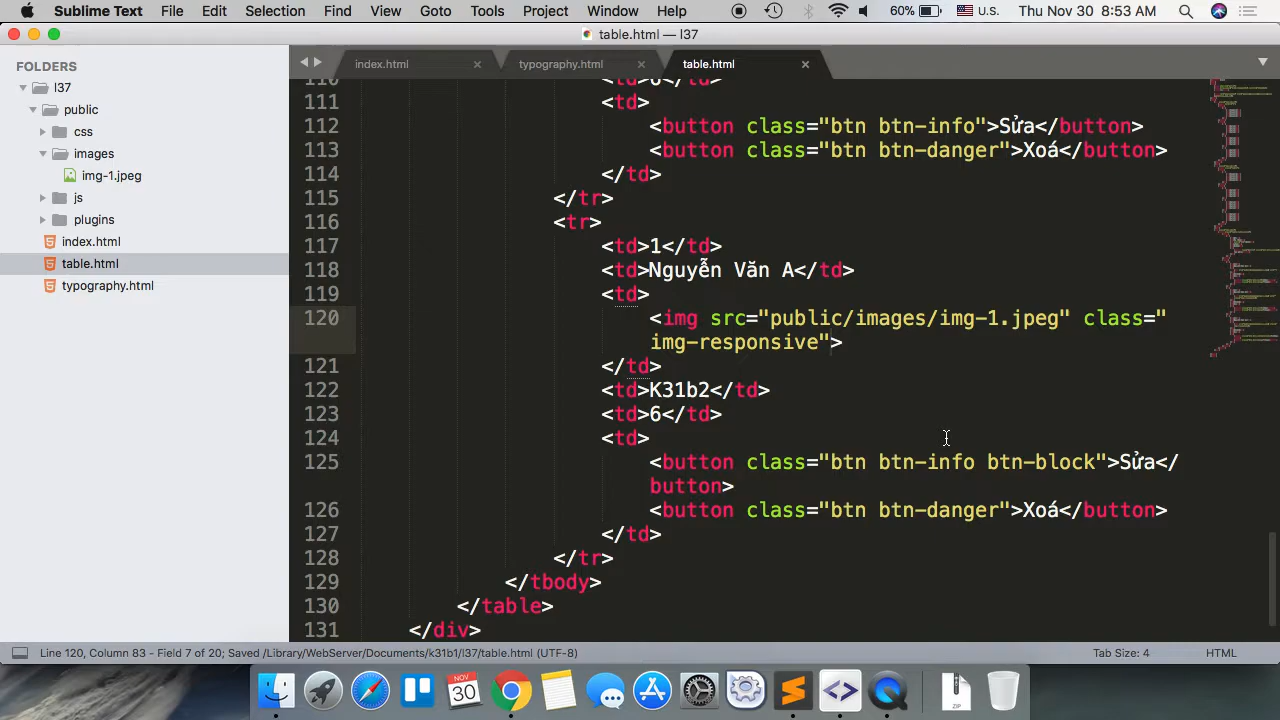 Sublime Text File Edit Selection Find View Goto Tools Project Window Help 60% U.S. Thu Nov 30 8:53 AM
table.html — l37
FOLDERS
l37
public
css
images
img-1.jpeg
js
plugins
index.html
table.html
typography.html
index.html typography.html table.html
110 </td>
111 <td>
112 <button class="btn btn-info">Sửa</button>
113 <button class="btn btn-danger">Xoá</button>
114 </td>
115 </tr>
116 <tr>
117 <td>1</td>
118 <td>Nguyễn Văn A</td>
119 <td>
120 <img src="public/images/img-1.jpeg" class="
img-responsive">
121 </td>
122 <td>K31b2</td>
123 <td>6</td>
124 <td>
125 <button class="btn btn-info btn-block">Sửa</
button>
126 <button class="btn btn-danger">Xoá</button>
127 </td>
128 </tr>
129 </tbody>
130 </table>
131 </div>
Line 120, Column 83 - Field 7 of 20; Saved /Library/WebServer/Documents/k31b1/l37/table.html (UTF-8) Tab Size: 4 HTML
NOV
30
ZIP